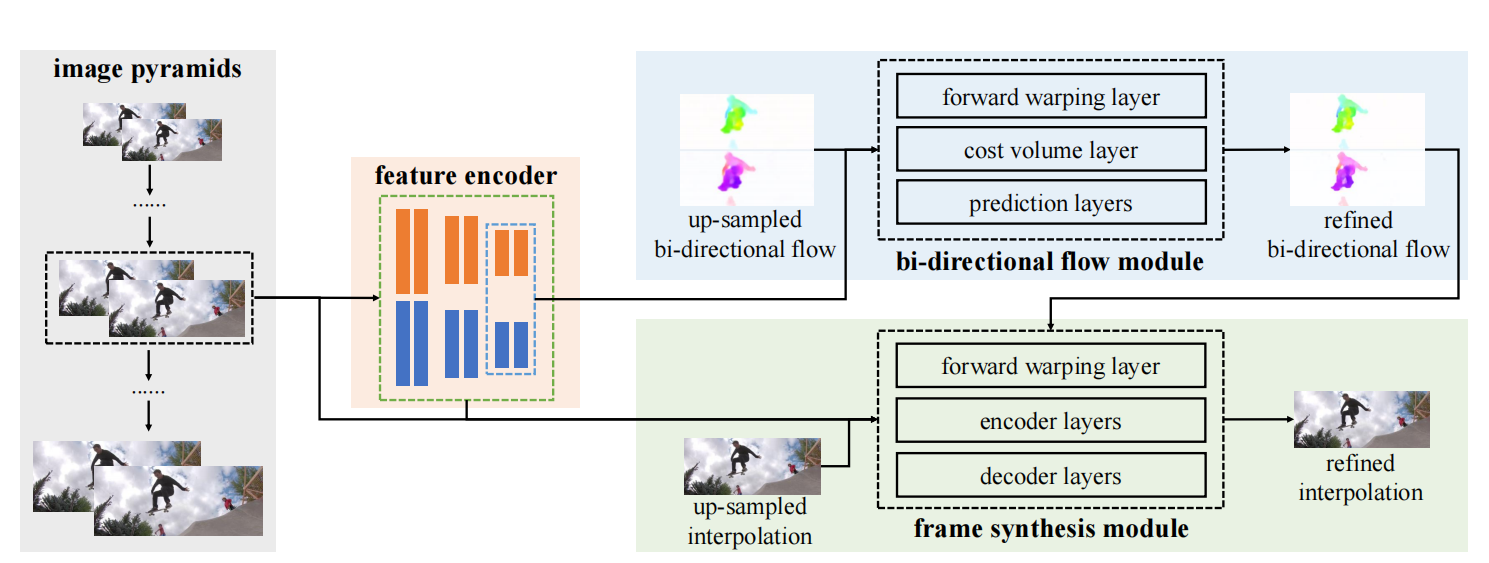 image pyramids
......
......
feature encoder
up-sampled
bi-directional flow
forward warping layer
cost volume layer
prediction layers
bi-directional flow module
refined
bi-directional flow
up-sampled
interpolation
forward warping layer
encoder layers
decoder layers
frame synthesis module
refined
interpolation